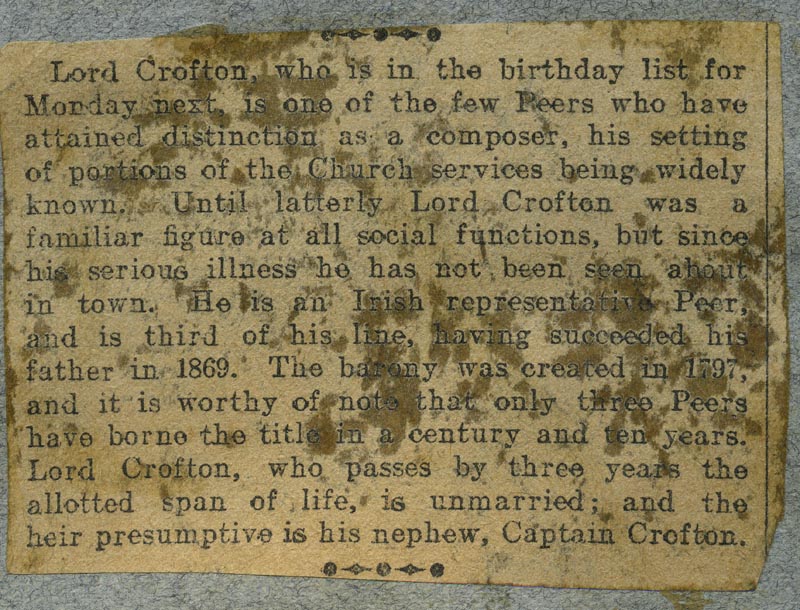 Lord Crofton, who is in the birthday list for
Monday next, is one of the few Peers who have
attained distinction as a composer, his setting
of portions of the Church services being widely
known. Until latterly Lord Crofton was a
familiar figure at all social functions, but since
his serious illness he has not been seen about
in town. He is an Irish representative Peer,
and is third of his line, having succeeded his
father in 1869. The barony was created in 1797,
and it is worthy of note that only three Peers
have borne the title in a century and ten years.
Lord Crofton, who passes by three years the
allotted span of life, is unmarried; and the
heir presumptive is his nephew, Captain Crofton.